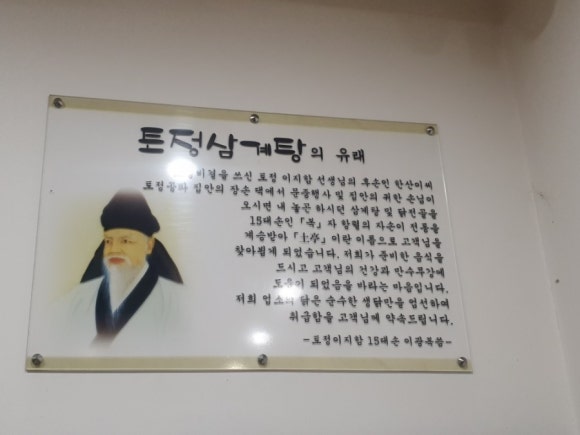 토정삼계탕의 유래
비결을 쓰신 토정 이지함 선생님의 후손인 한산이씨
토정공파 집안의 장손 댁에서 문중행사 및 집안의 귀한 손님이
오시면 내 놓곤 하시던 삼계탕 및 닭전골을
15대손인「복」자 항렬의 자손이 전통을
계승받아「土亭」이란 이름으로 고객님을
찾아뵙게 되었습니다. 저희가 준비한 음식을
드시고 고객님의 건강과 만수무강에
도움이 되었음을 바라는 마음입니다.
저희 업소의 닭은 순수한 생닭만을 엄선하여
취급함을 고객님께 약속드립니다.
-토정이지함 15대손 이광복씀-